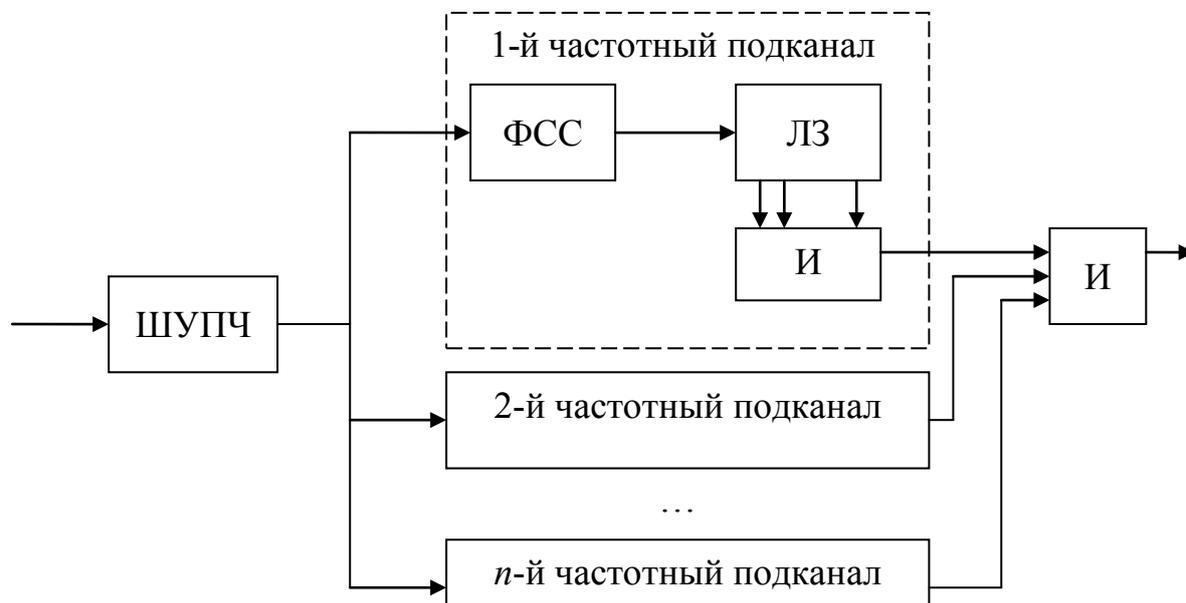 1-й частотный подканал
ФСС
ЛЗ
И
И
ШУПЧ
2-й частотный подканал
...
n-й частотный подканал